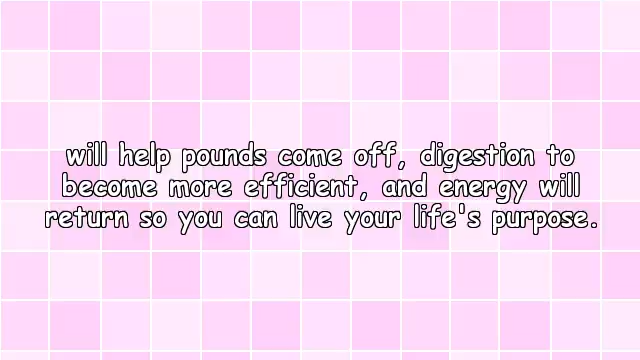 will help pounds come off, digestion to
become more efficient, and energy will
return so you can live your life's purpose.